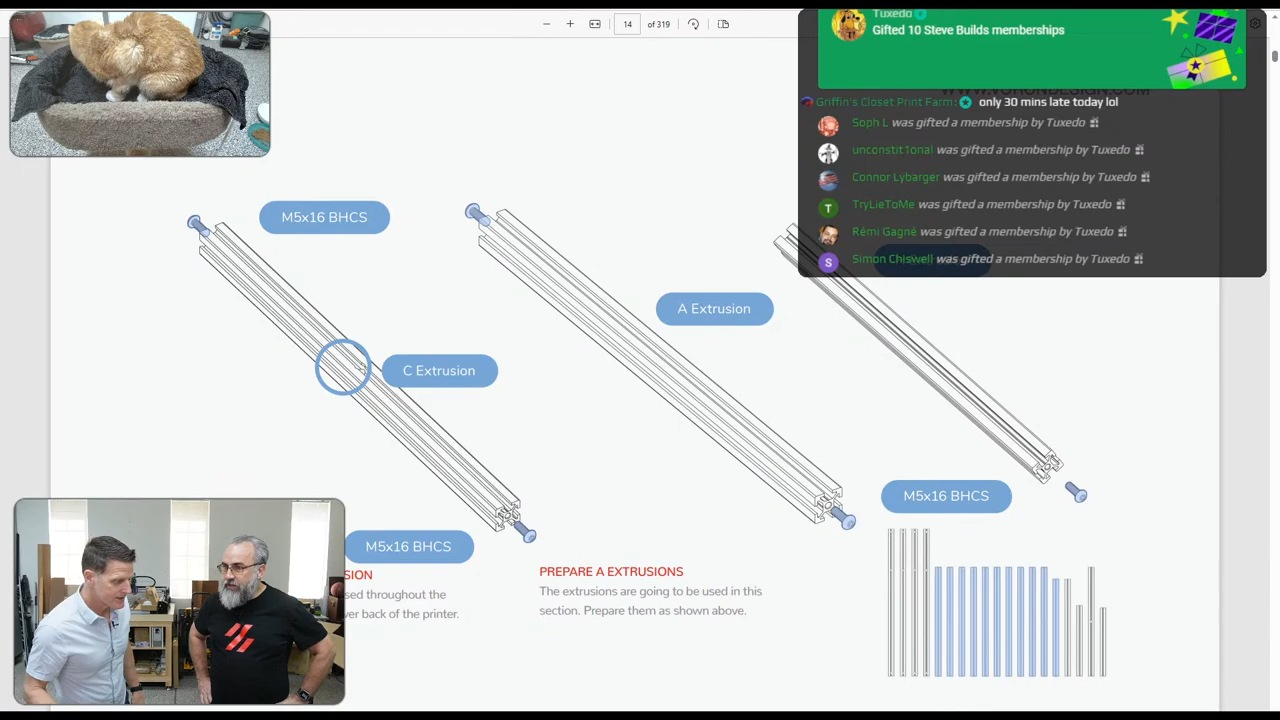 14 of 319
Tuxedo
Gifted 10 Steve Builds memberships
Griffin's Closet Print Farm: only 30 mins late today lol
Soph L was gifted a membership by Tuxedo
unconstit1onal was gifted a membership by Tuxedo
Connor Lybarger was gifted a membership by Tuxedo
T TryLieToMe was gifted a membership by Tuxedo
Rémi Gagné was gifted a membership by Tuxedo
S Simon Chiswell was gifted a membership by Tuxedo
M5x16 BHCS
A Extrusion
C Extrusion
M5x16 BHCS
M5x16 BHCS
SION
sed throughout the
ver back of the printer.
PREPARE A EXTRUSIONS
The extrusions are going to be used in this
section. Prepare them as shown above.